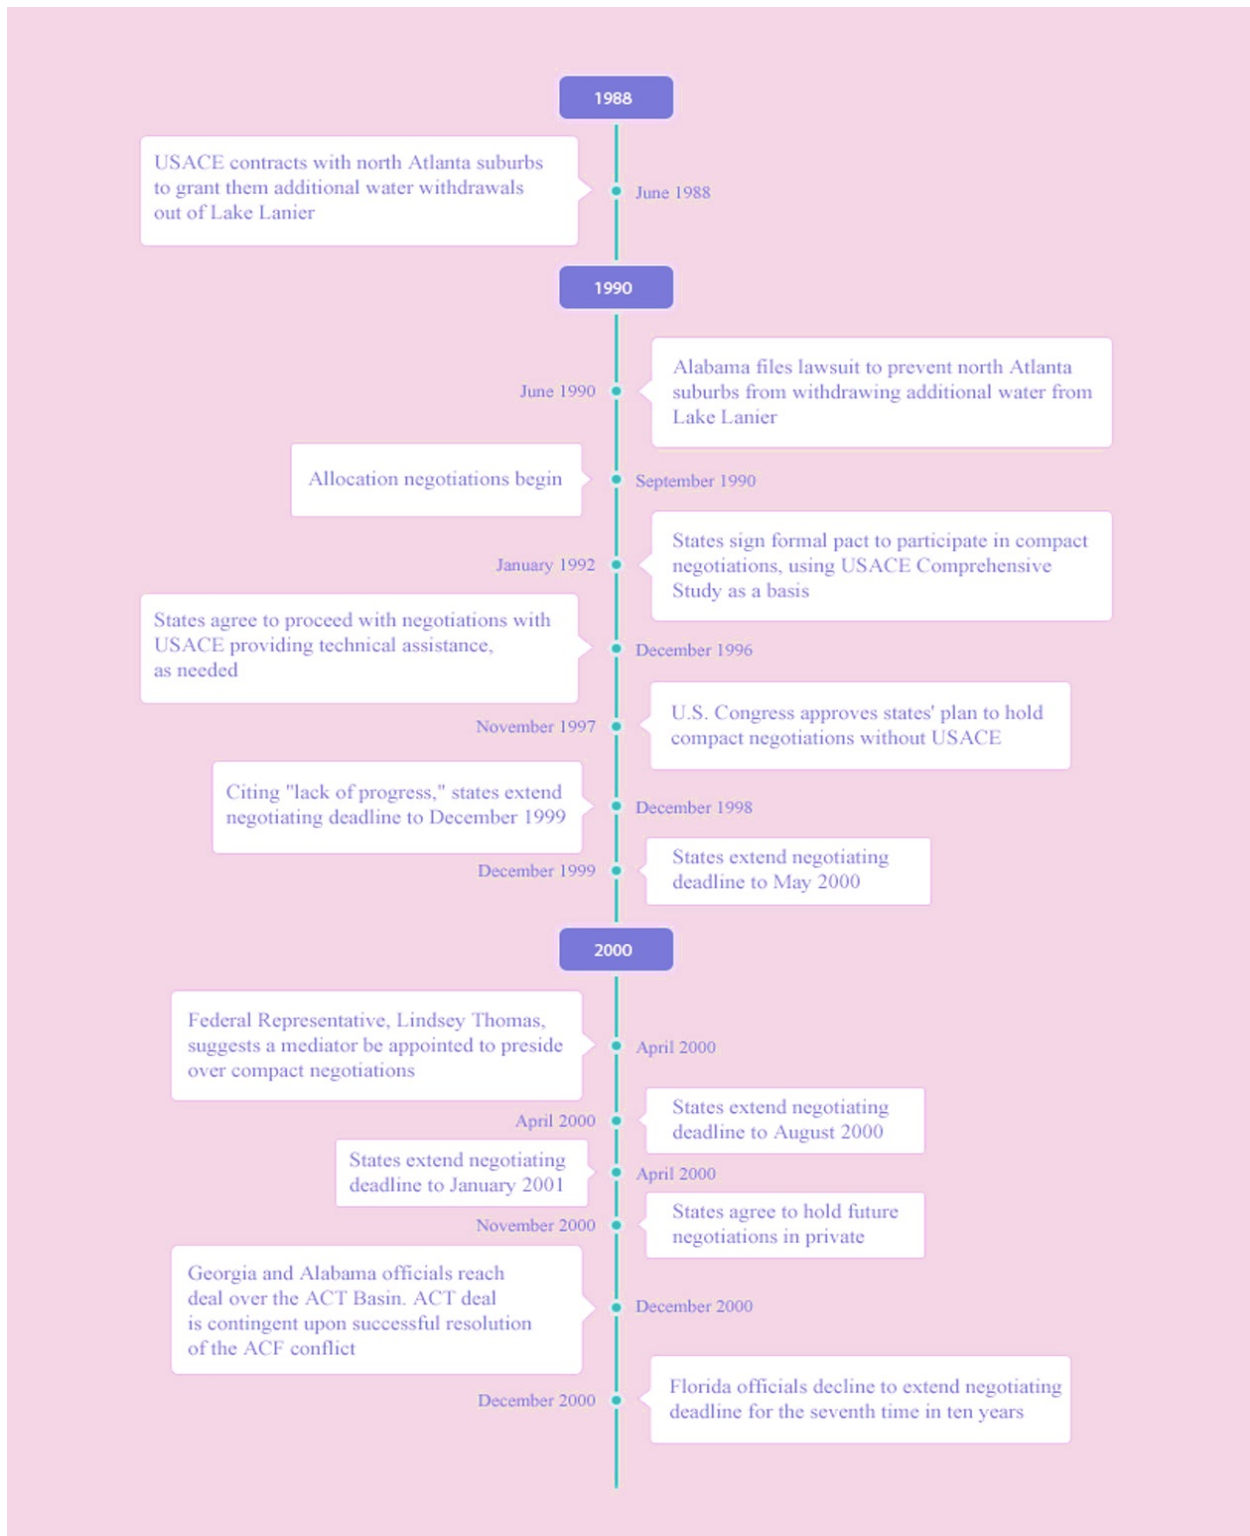 1988
USACE contracts with north Atlanta suburbs
to grant them additional water withdrawals
out of Lake Lanier
June 1988
1990
June 1990
Alabama files lawsuit to prevent north Atlanta
suburbs from withdrawing additional water from
Lake Lanier
Allocation negotiations begin
September 1990
January 1992
States sign formal pact to participate in compact
negotiations, using USACE Comprehensive
Study as a basis
States agree to proceed with negotiations with
USACE providing technical assistance,
as needed
December 1996
November 1997
U.S. Congress approves states' plan to hold
compact negotiations without USACE
Citing "lack of progress," states extend
negotiating deadline to December 1999
December 1998
December 1999
States extend negotiating
deadline to May 2000
2000
Federal Representative, Lindsey Thomas,
suggests a mediator be appointed to preside
over compact negotiations
April 2000
April 2000
States extend negotiating
deadline to August 2000
States extend negotiating
deadline to January 2001
April 2000
November 2000
States agree to hold future
negotiations in private
Georgia and Alabama officials reach
deal over the ACT Basin. ACT deal
is contingent upon successful resolution
of the ACF conflict
December 2000
December 2000
Florida officials decline to extend negotiating
deadline for the seventh time in ten years